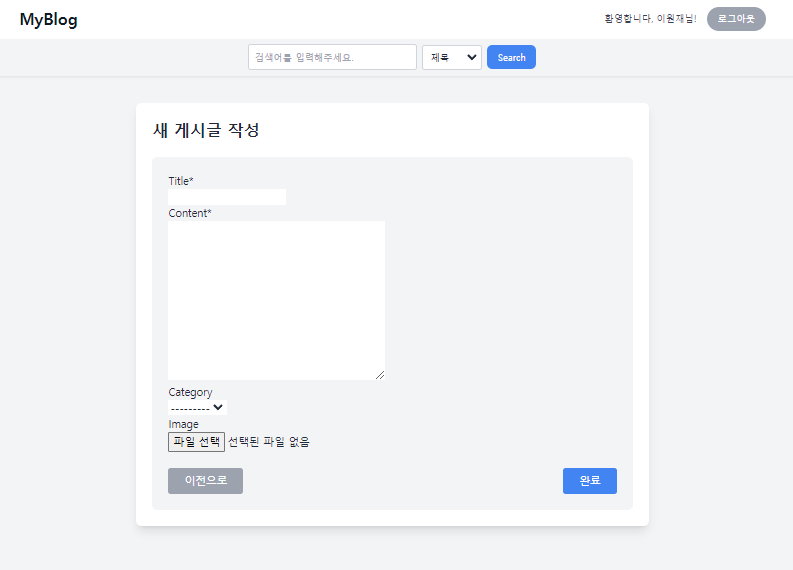 MyBlog 환영합니다, 이원재님! 로그아웃
검색어를 입력해주세요. 제목 Search
새 게시글 작성
Title*
Content*
Category
---------
Image
파일 선택 선택된 파일 없음
이전으로 완료